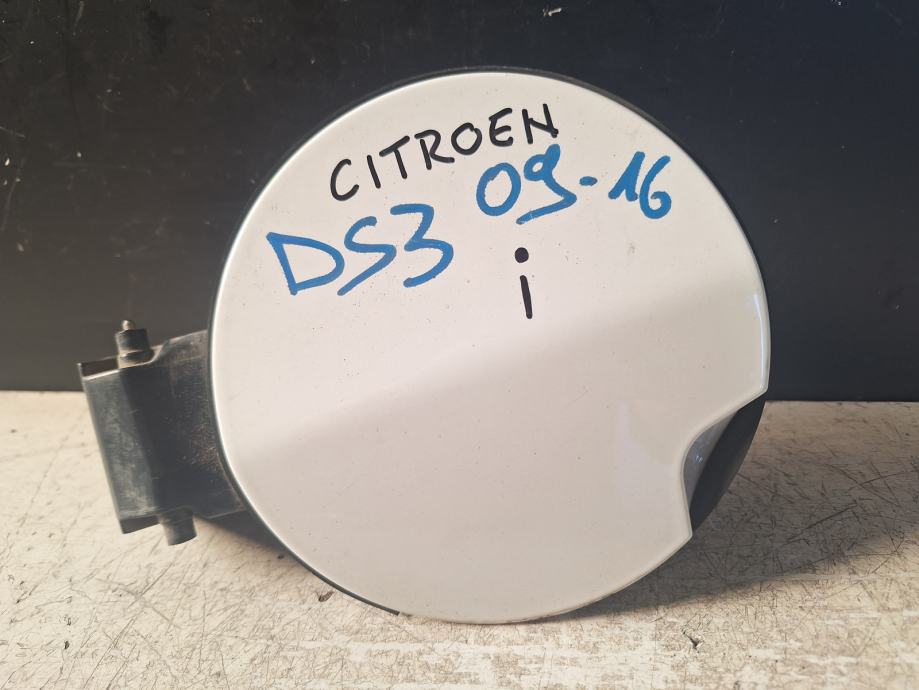 CITROEN
DS3 09-16
i